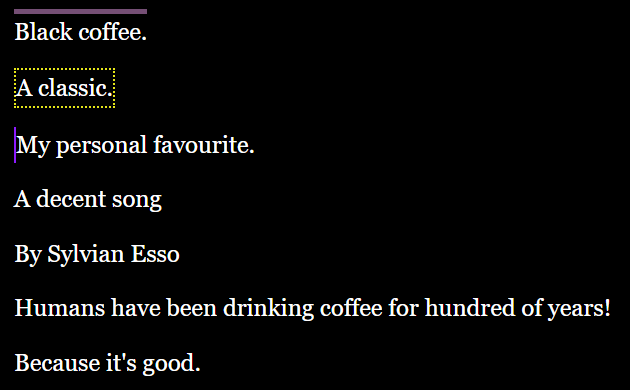 Black coffee.
A classic.
My personal favourite.
A decent song
By Sylvian Esso
Humans have been drinking coffee for hundred of years!
Because it's good.